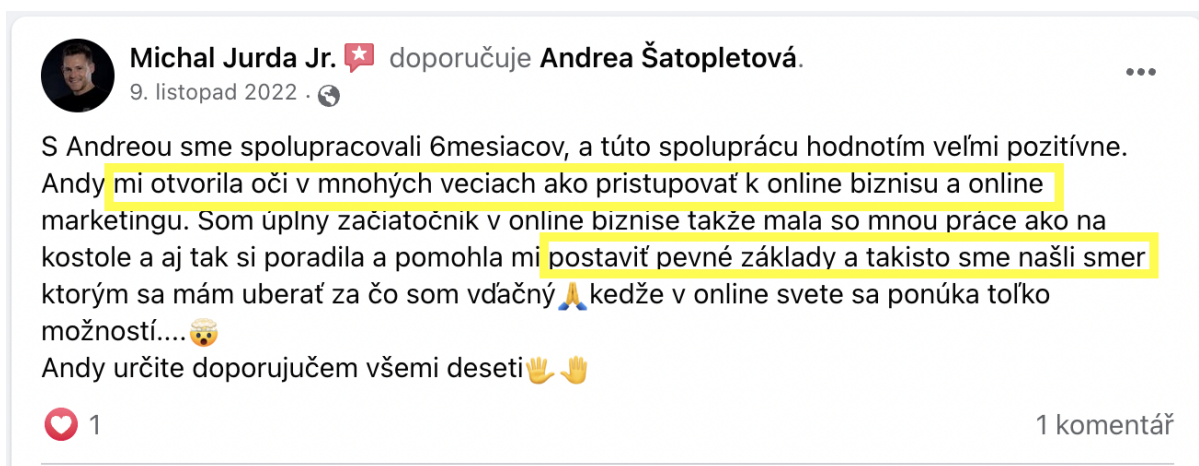 Michal Jurda Jr. doporučuje Andrea Šatopletová.
9. listopad 2022 ·
S Andreou sme spolupracovali 6mesiacov, a túto spoluprácu hodnotím veľmi pozitívne.
Andy mi otvorila oči v mnohých veciach ako pristupovať k online biznisu a online
marketingu. Som úplný začiatočník v online biznise takže mala so mnou práce ako na
kostole a aj tak si poradila a pomohla mi postaviť pevné základy a takisto sme našli smer
ktorým sa mám uberať za čo som vďačný🙏kedže v online svete sa ponúka toľko
možností....🤯
Andy určite doporujučem všemi deseti🖐🤚
1
1 komentář